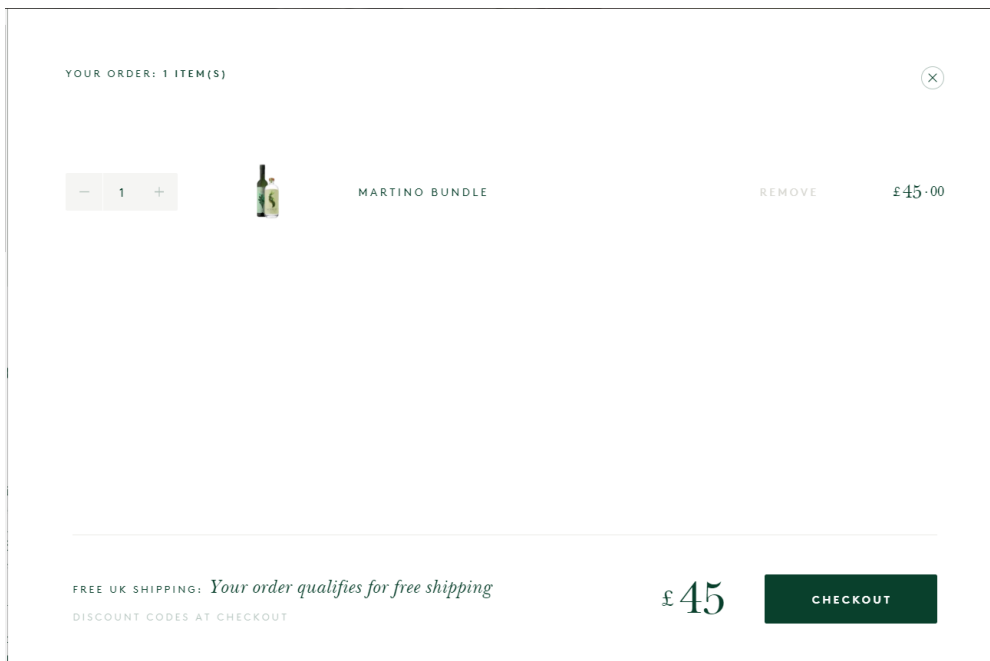 YOUR ORDER: 1 ITEM(S)
− 1 + MARTINO BUNDLE REMOVE £45·00
FREE UK SHIPPING: Your order qualifies for free shipping
DISCOUNT CODES AT CHECKOUT
£45
CHECKOUT